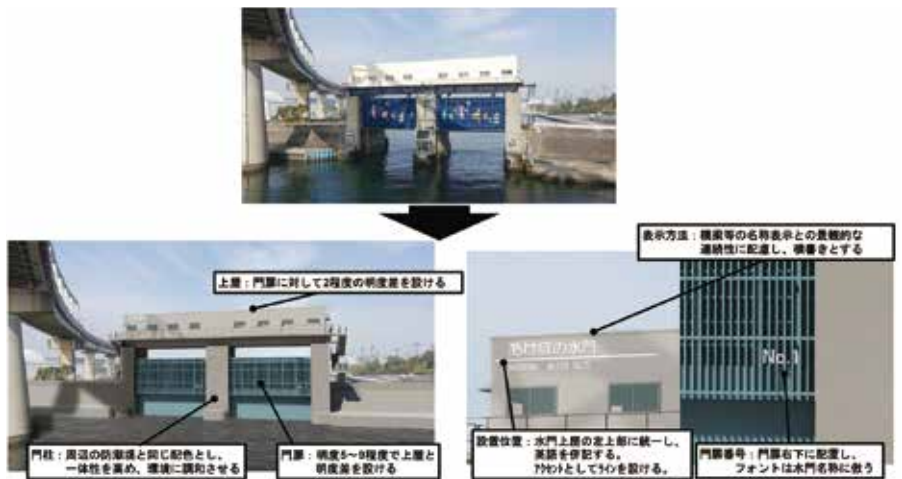 表示方法：橋梁等の名称表示との景観的な
連続性に配慮し、横書きとする
上屋：門扉に対して2程度の明度差を設ける
の水門
No.1
門柱：周辺の防潮堤と同じ配色とし、
一体性を高め、環境に調和させる
門扉：明度5～9程度で上屋と
明度差を設ける
設置位置：水門上屋の左上部に統一し、
英語を併記する。
ｱｸｾﾝﾄとしてﾗｲﾝを設ける。
門扉番号：門扉右下に配置し、
フォントは水門名称に倣う